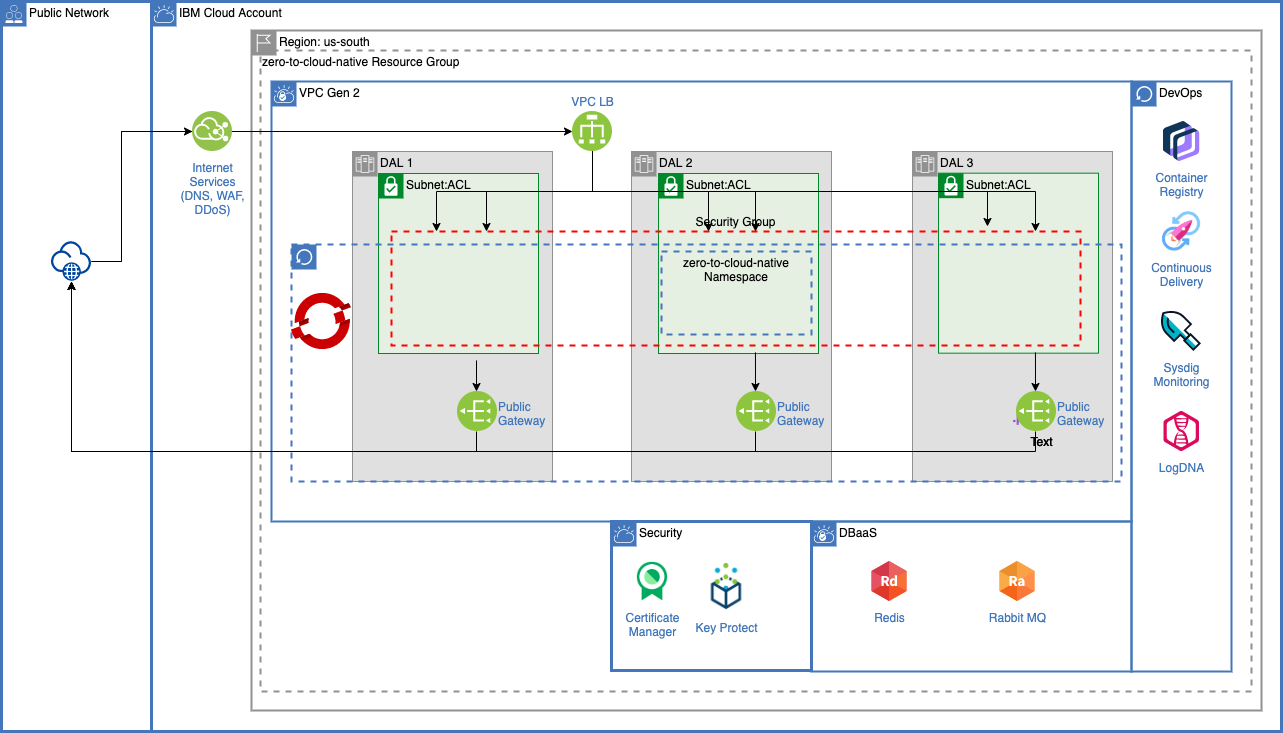 Public Network
IBM Cloud Account
Region: us-south
zero-to-cloud-native Resource Group
VPC Gen 2
DevOps
VPC LB
Internet
Services
(DNS, WAF,
DDoS)
DAL 1
DAL 2
DAL 3
Subnet:ACL
Subnet:ACL
Subnet:ACL
Security Group
zero-to-cloud-native
Namespace
Public
Gateway
Public
Gateway
Public
Gateway
Text
Container
Registry
Continuous
Delivery
Sysdig
Monitoring
LogDNA
Security
Certificate
Manager
Key Protect
DBaaS
Rd
Redis
Ra
Rabbit MQ